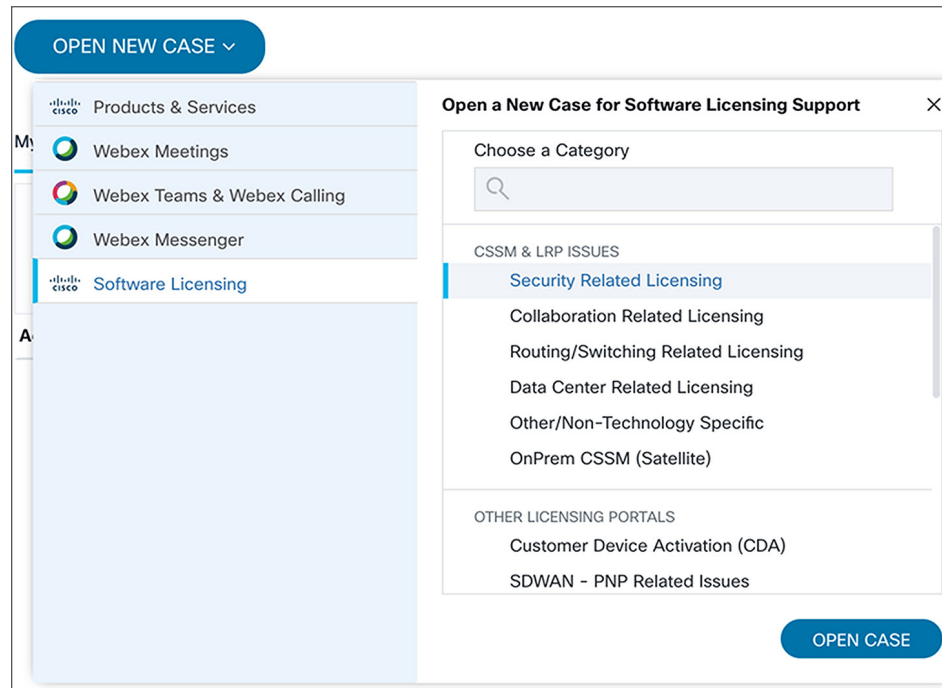 OPEN NEW CASE
CISCO Products & Services
My
Webex Meetings
Webex Teams & Webex Calling
Webex Messenger
CISCO Software Licensing
A
Open a New Case for Software Licensing Support
Choose a Category
CSSM & LRP ISSUES
Security Related Licensing
Collaboration Related Licensing
Routing/Switching Related Licensing
Data Center Related Licensing
Other/Non-Technology Specific
OnPrem CSSM (Satellite)
OTHER LICENSING PORTALS
Customer Device Activation (CDA)
SDWAN - PNP Related Issues
OPEN CASE